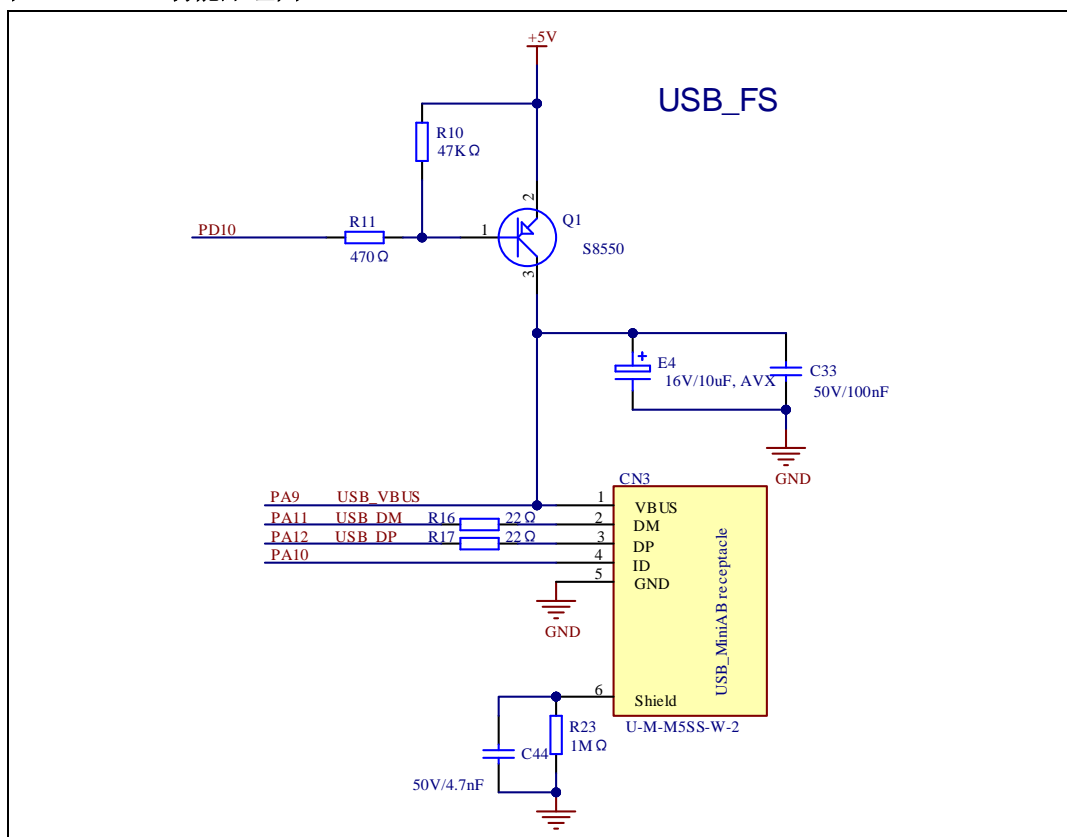 +5V
USB_FS
R10
47KΩ
2
Q1
R11
1
PD10
470Ω
S8550
3
E4
16V/10uF, AVX
C33
50V/100nF
GND
CN3
PA9 USB_VBUS 1 VBUS
PA11 USB_DM R16 22Ω 2 DM
PA12 USB_DP R17 22Ω 3 DP
PA10 4 ID
5 GND
GND
USB_MiniAB receptacle
6 Shield
U-M-M5SS-W-2
R23
1MΩ
C44
50V/4.7nF